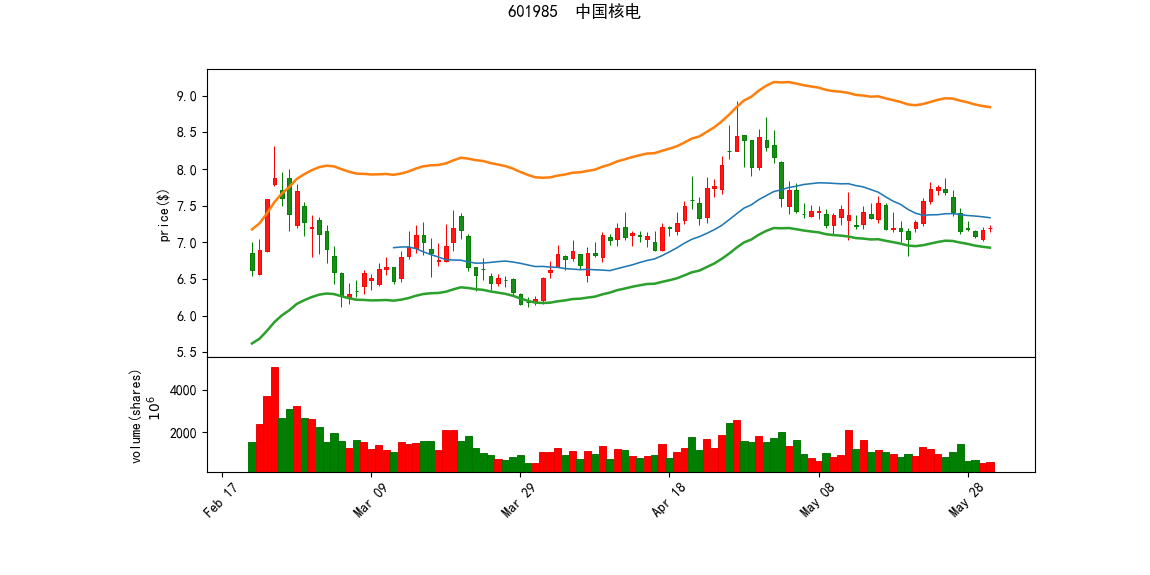 601985  中国核电
price($)
9.0
8.5
8.0
7.5
7.0
6.5
6.0
5.5
volume(shares)
10^6
4000
2000
Feb 17
Mar 09
Mar 29
Apr 18
May 08
May 28